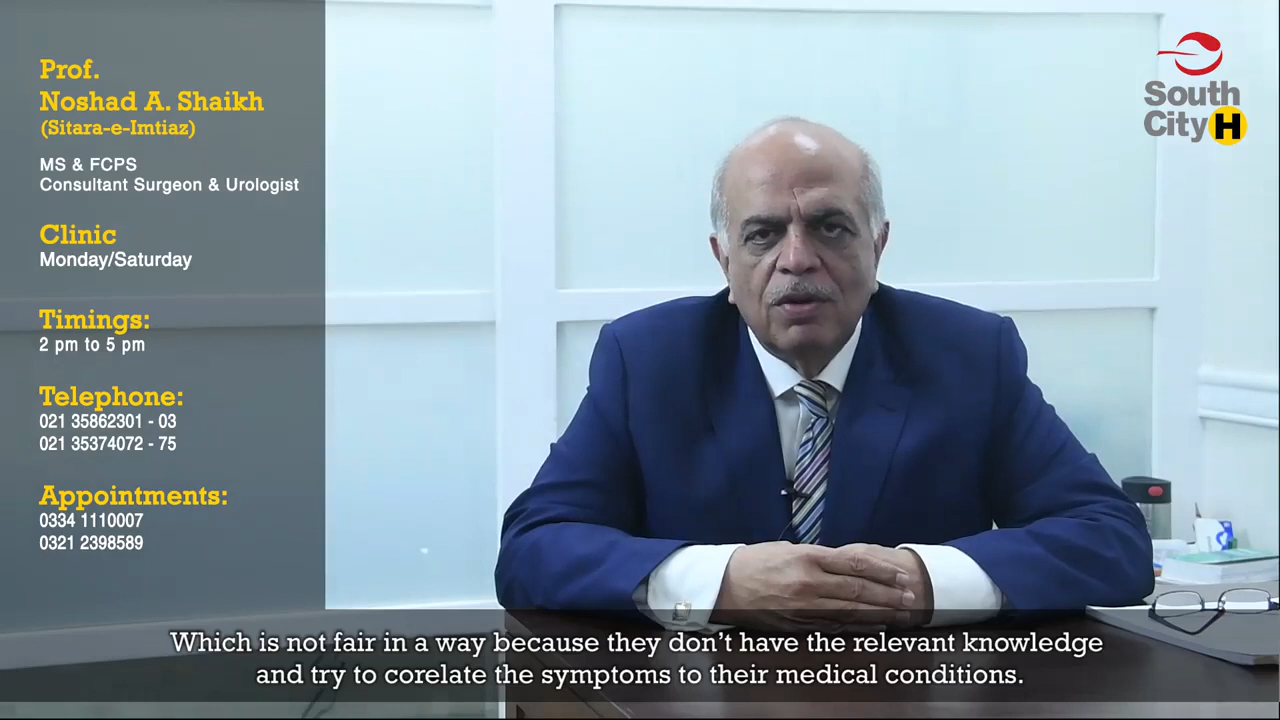 Prof.
Noshad A. Shaikh
(Sitara-e-Imtiaz)
MS & FCPS
Consultant Surgeon & Urologist
Clinic
Monday/Saturday
Timings:
2 pm to 5 pm
Telephone:
021 35862301 - 03
021 35374072 - 75
Appointments:
0334 1110007
0321 2398589
South
City H
Which is not fair in a way because they don’t have the relevant knowledge
and try to corelate the symptoms to their medical conditions.